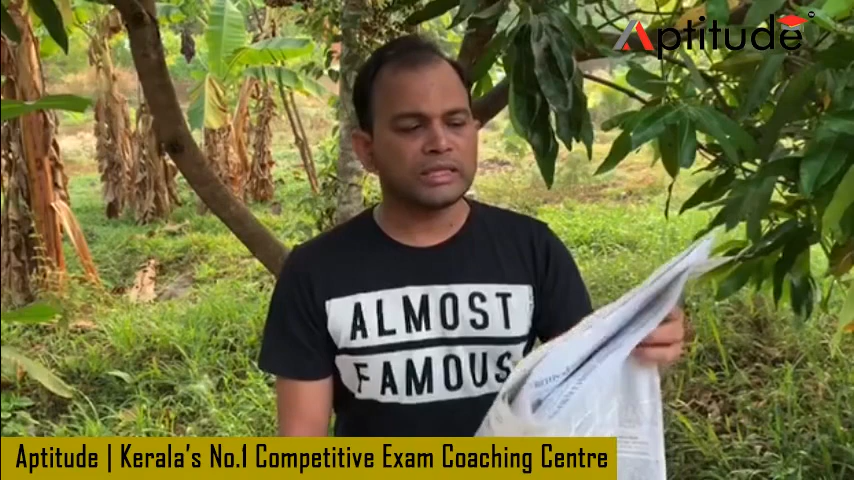 Aptitude
ALMOST
FAMOUS
Aptitude | Kerala's No.1 Competitive Exam Coaching Centre